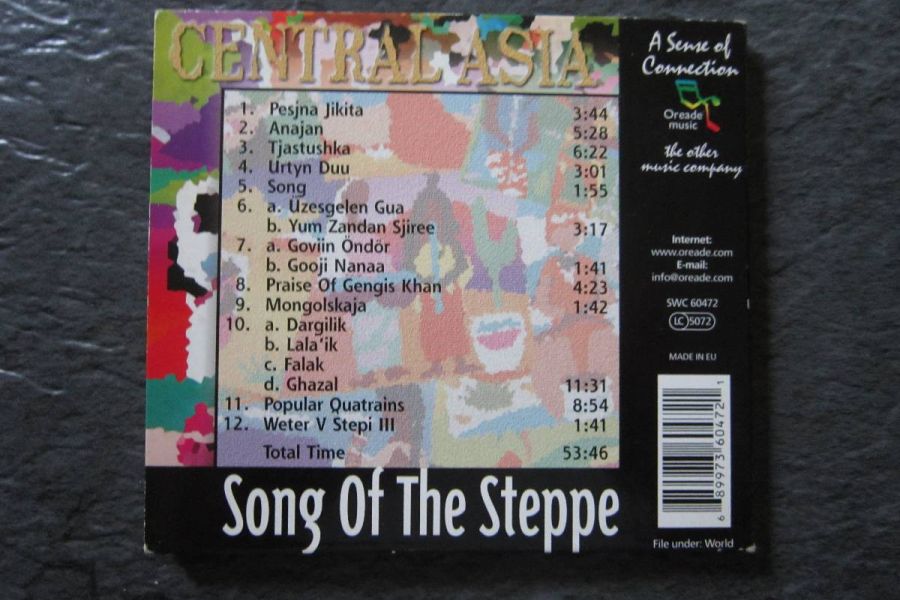 CENTRAL ASIA
1. Pesjna Jikita 3:44
2. Anajan 5:28
3. Tjastushka 6:22
4. Urtyn Duu 3:01
5. Song 1:55
6. a. Üzesgelen Gua
b. Yum Zandan Sjiree 3:17
7. a. Goviin Öndör
b. Gooji Nanaa 1:41
8. Praise Of Gengis Khan 4:23
9. Mongolskaja 1:42
10. a. Dargilik
b. Lala'ik
c. Falak
d. Ghazal 11:31
11. Popular Quatrains 8:54
12. Weter V Stepi III 1:41
Total Time 53:46
Song Of The Steppe
A Sense of
Connection
Oreade
music
the other
music company
Internet:
www.oreade.com
E-mail:
info@oreade.com
SWC 60472
LC 5072
MADE IN EU
6 89973 60472 1
File under: World